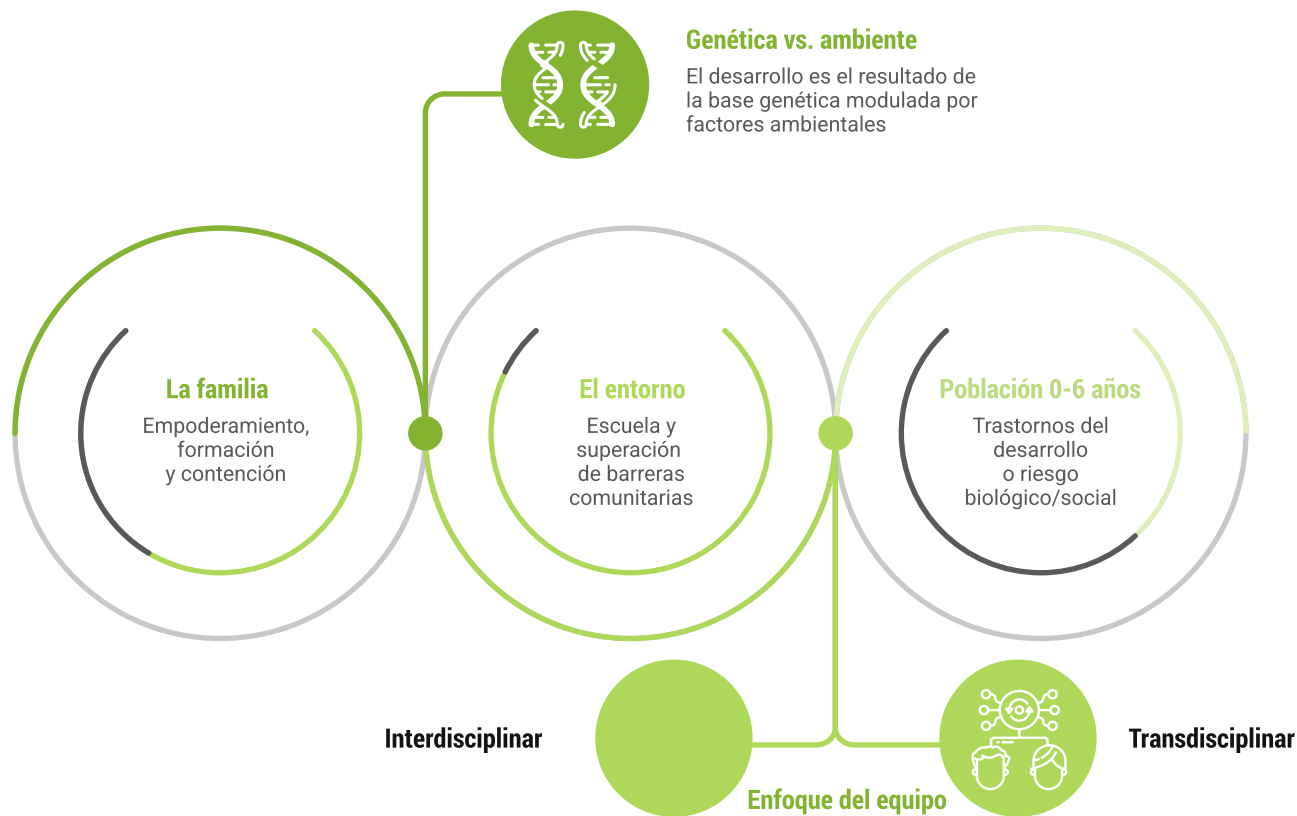 Genética vs. ambiente
El desarrollo es el resultado de
la base genética modulada por
factores ambientales
La familia
Empoderamiento,
formación
y contención
El entorno
Escuela y
superación
de barreras
comunitarias
Población 0-6 años
Trastornos del
desarrollo
o riesgo
biológico/social
Interdisciplinar
Transdisciplinar
Enfoque del equipo